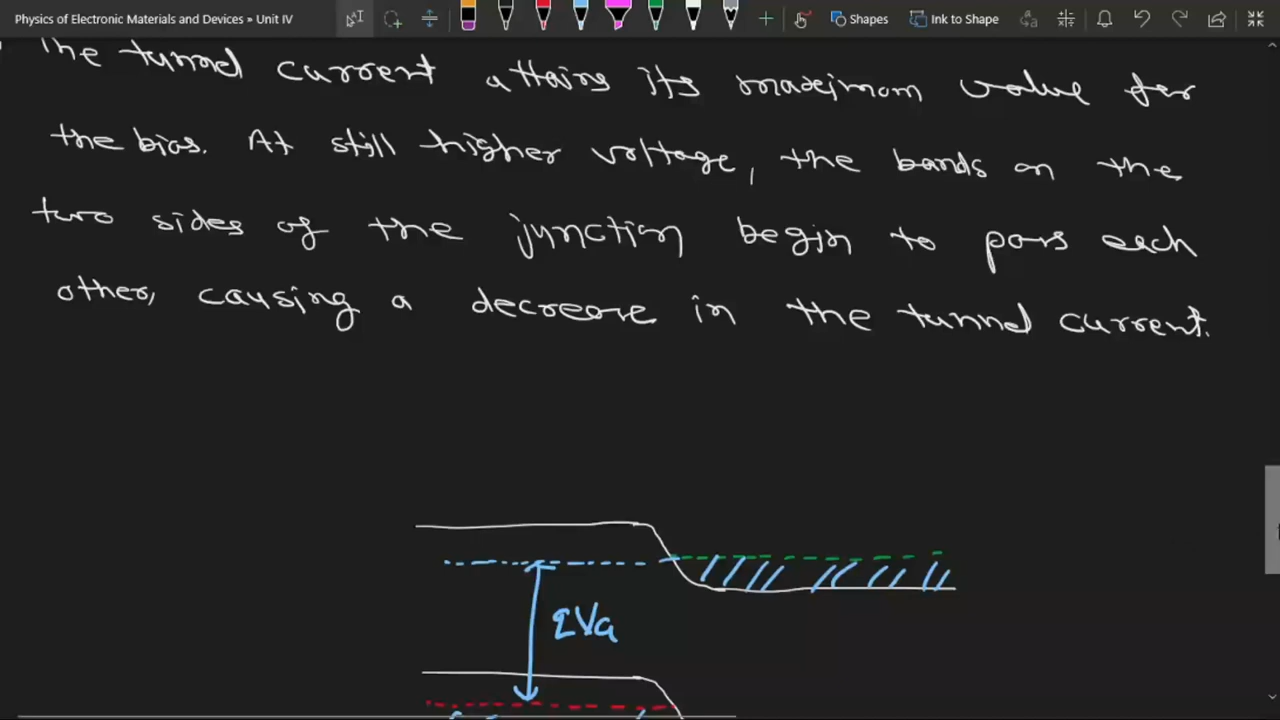 Physics of Electronic Materials and Devices » Unit IV
Shapes
Ink to Shape
The tunnel current attains its maximum value for
the bias. At still higher voltage, the bands on the
two sides of the junction begin to pass each
other, causing a decrease in the tunnel current.
qVa